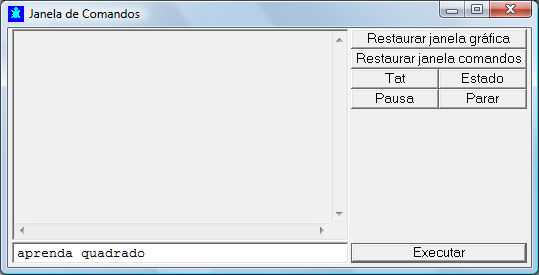 Janela de Comandos
Restaurar janela gráfica
Restaurar janela comandos
Tat Estado
Pausa Parar
aprenda quadrado Executar